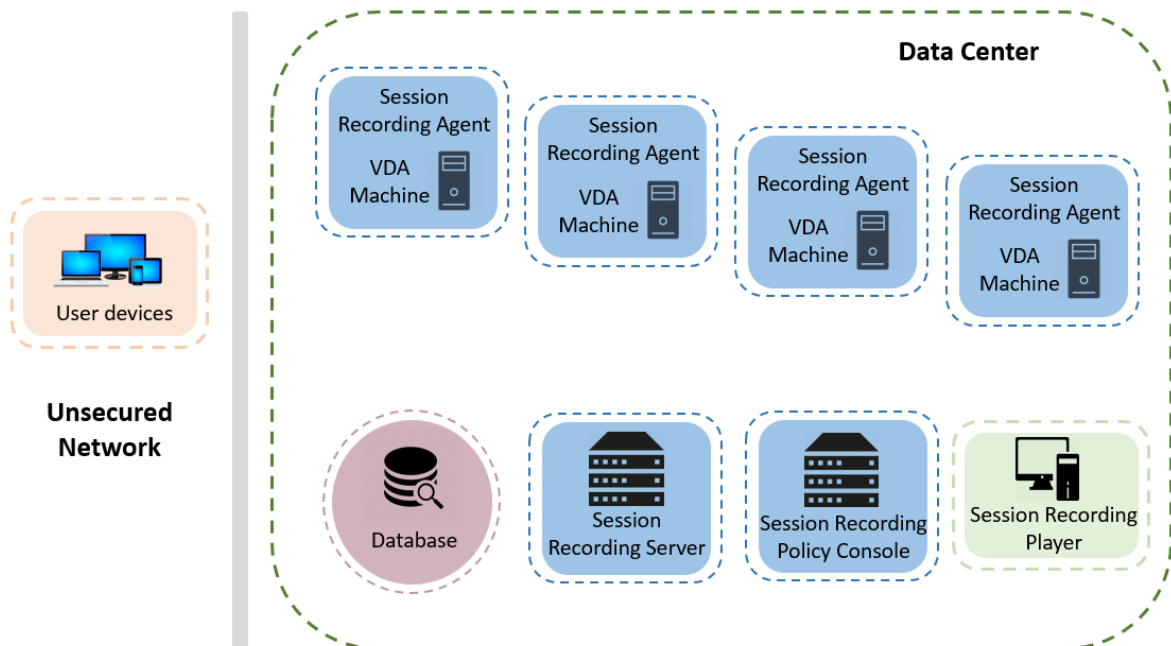 Data Center
Session
Recording Agent
VDA
Machine
Session
Recording Agent
VDA
Machine
Session
Recording Agent
VDA
Machine
Session
Recording Agent
VDA
Machine
User devices
Unsecured
Network
Database
Session
Recording Server
Session Recording
Policy Console
Session Recording
Player